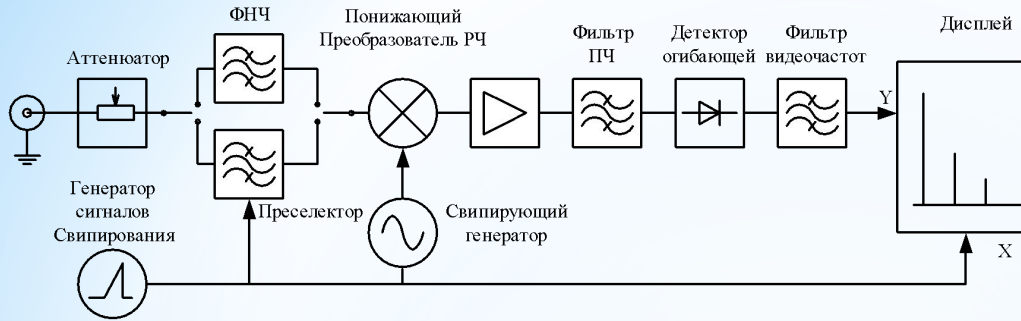 ФНЧ
Понижающий
Преобразователь РЧ
Дисплей
Аттенюатор
Фильтр
ПЧ
Детектор
огибающей
Фильтр
видеочастот
Y
Генератор
сигналов
Свипирования
Преселектор
Свипирующий
генератор
X